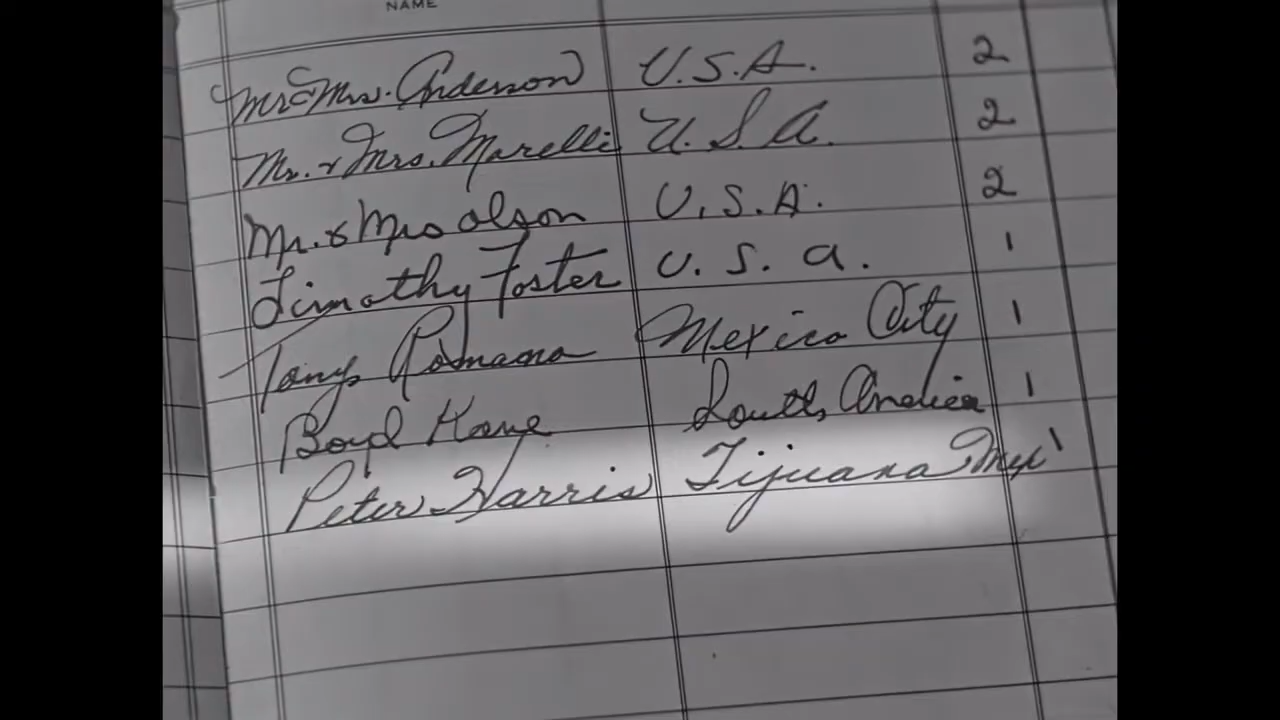 NAME
Mr & Mrs. Anderson U.S.A. 2
Mr. & Mrs. Marelli U.S.A. 2
Mr. & Mrs Olson U.S.A. 2
Timothy Foster U.S.a. 1
Tony Romano Mexico City 1
Boyd Kane South America 1
Peter Harris Tijuana Mex 1